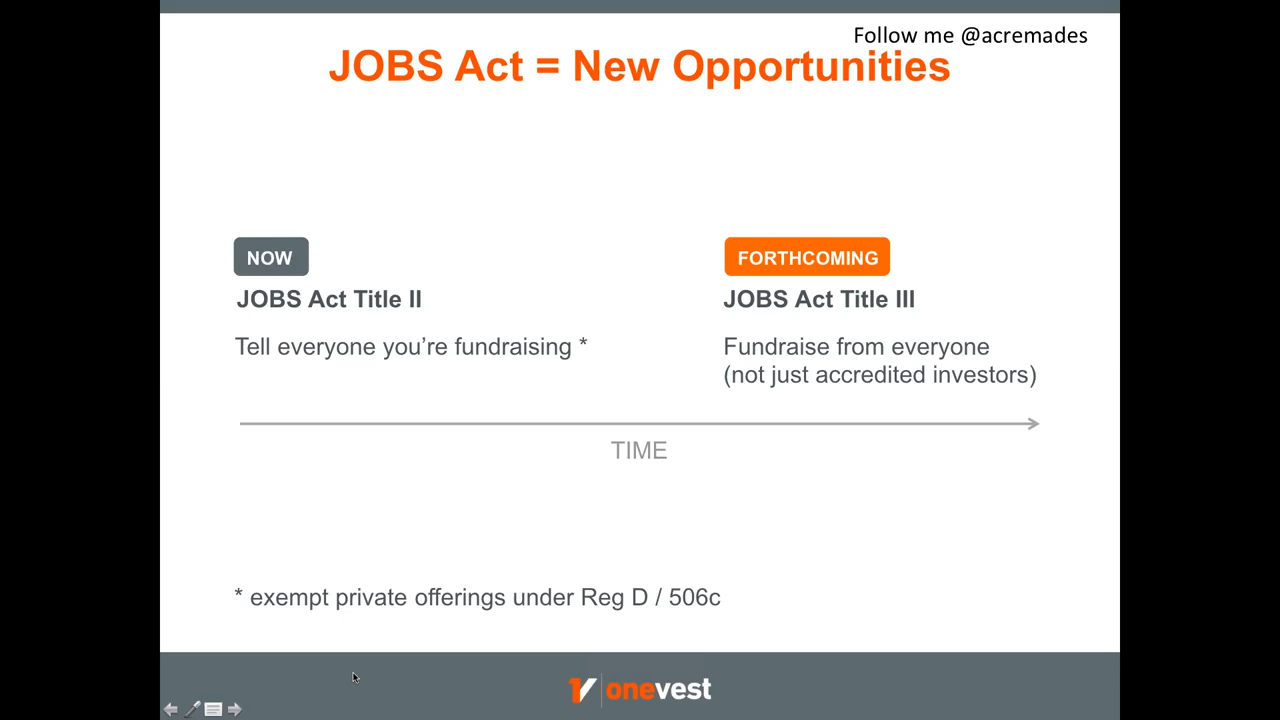 Follow me @acremades
JOBS Act = New Opportunities
NOW
JOBS Act Title II
Tell everyone you’re fundraising *
FORTHCOMING
JOBS Act Title III
Fundraise from everyone
(not just accredited investors)
TIME
* exempt private offerings under Reg D / 506c
onevest